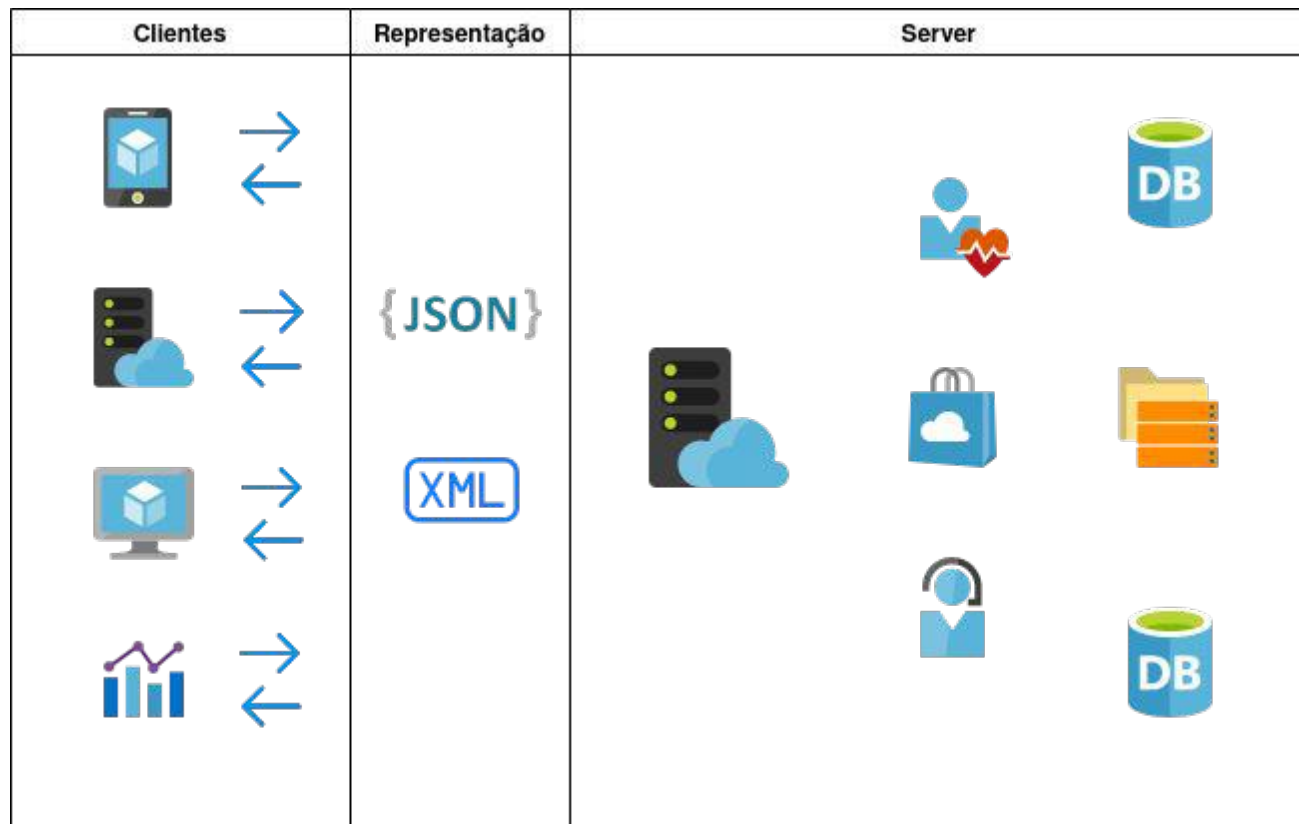 Clientes
Representação
Server
DB
{JSON}
XML
DB